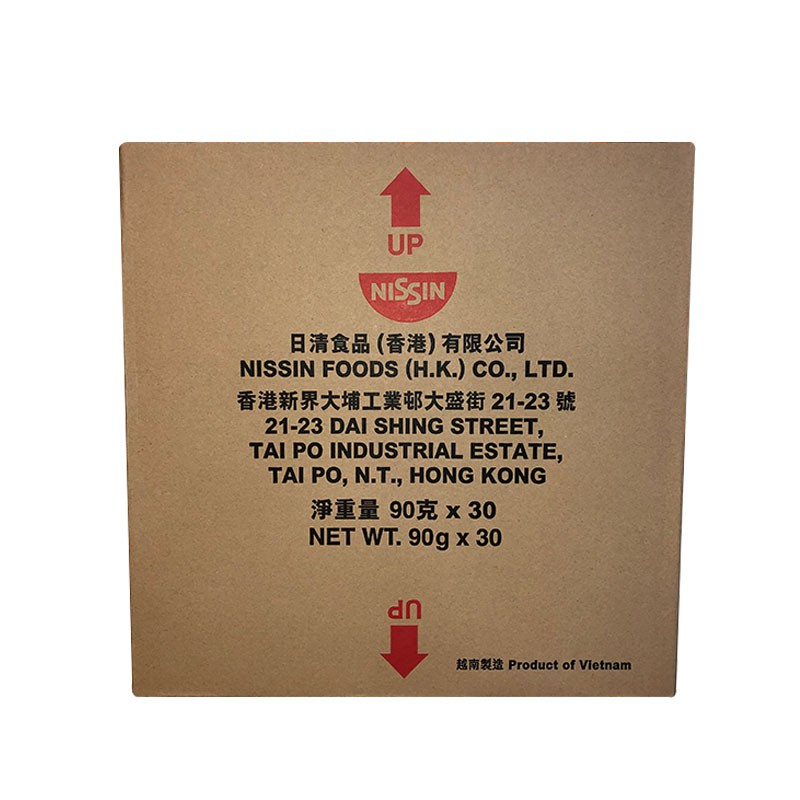 UP
NISSIN
日清食品 (香港) 有限公司
NISSIN FOODS (H.K.) CO., LTD.
香港新界大埔工業邨大盛街 21-23 號
21-23 DAI SHING STREET,
TAI PO INDUSTRIAL ESTATE,
TAI PO, N.T., HONG KONG
淨重量 90克 x 30
NET WT. 90g x 30
UP
越南製造 Product of Vietnam